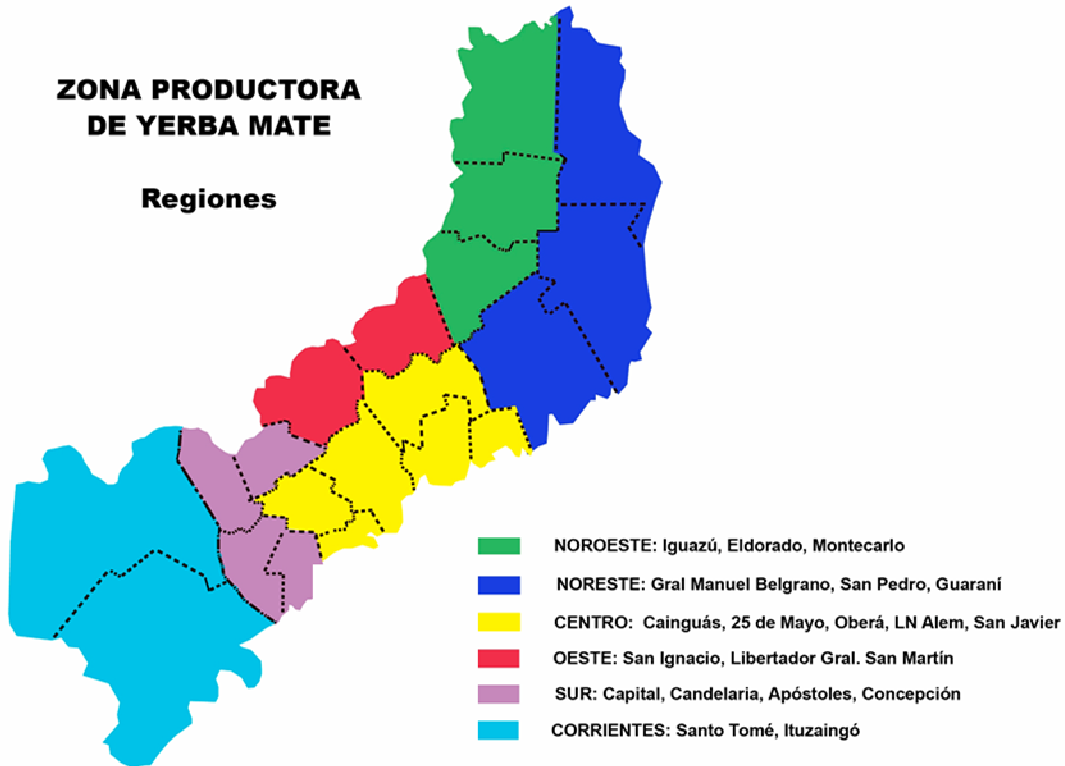 ZONA PRODUCTORA
DE YERBA MATE
Regiones
NOROESTE: Iguazú, Eldorado, Montecarlo
NORESTE: Gral Manuel Belgrano, San Pedro, Guaraní
CENTRO: Cainguás, 25 de Mayo, Oberá, LN Alem, San Javier
OESTE: San Ignacio, Libertador Gral. San Martín
SUR: Capital, Candelaria, Apóstoles, Concepción
CORRIENTES: Santo Tomé, Ituzaingó